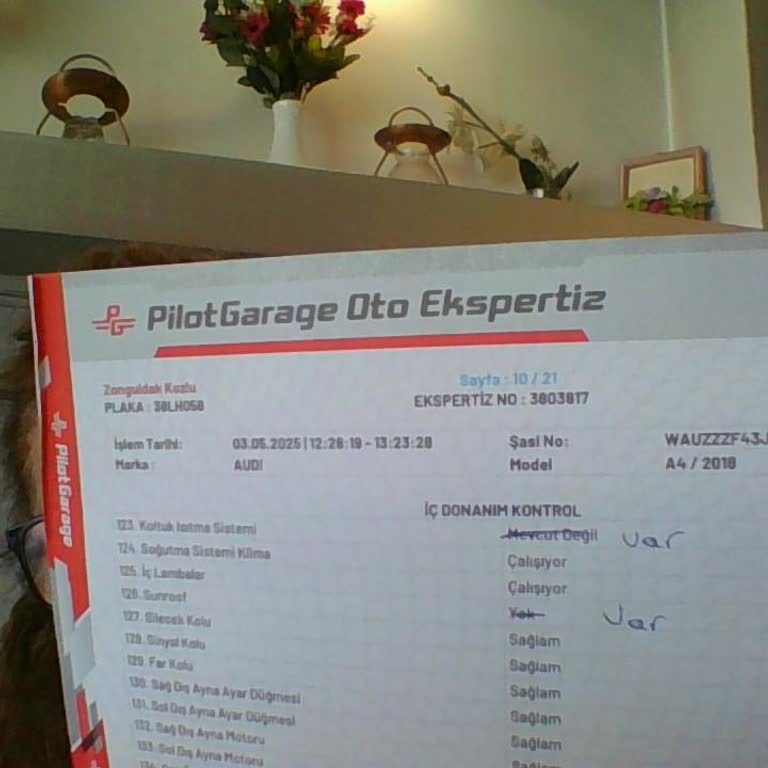 PilotGarage Oto Ekspertiz
Zonguldak Kozlu
Sayfa : 10 / 21
PLAKA : 38LH058
EKSPERTİZ NO : 3803817
İşlem Tarihi: 03.05.2025 | 12:28:19 - 13:23:28 Şasi No: WAUZZZF43J
Marka : AUDI Model A4 / 2018
İÇ DONANIM KONTROL
123. Koltuk Isıtma Sistemi Mevcut Değil var
124. Soğutma Sistemi Klima Çalışıyor
125. İç Lambalar Çalışıyor
126. Sunroof Yok var
127. Silecek Kolu Sağlam
128. Sinyal Kolu Sağlam
129. Far Kolu Sağlam
130. Sağ Dış Ayna Ayar Düğmesi Sağlam
131. Sol Dış Ayna Ayar Düğmesi Sağlam
132. Sağ Dış Ayna Motoru Sağlam
133. Sol Dış Ayna Motoru
134.
PilotGarage